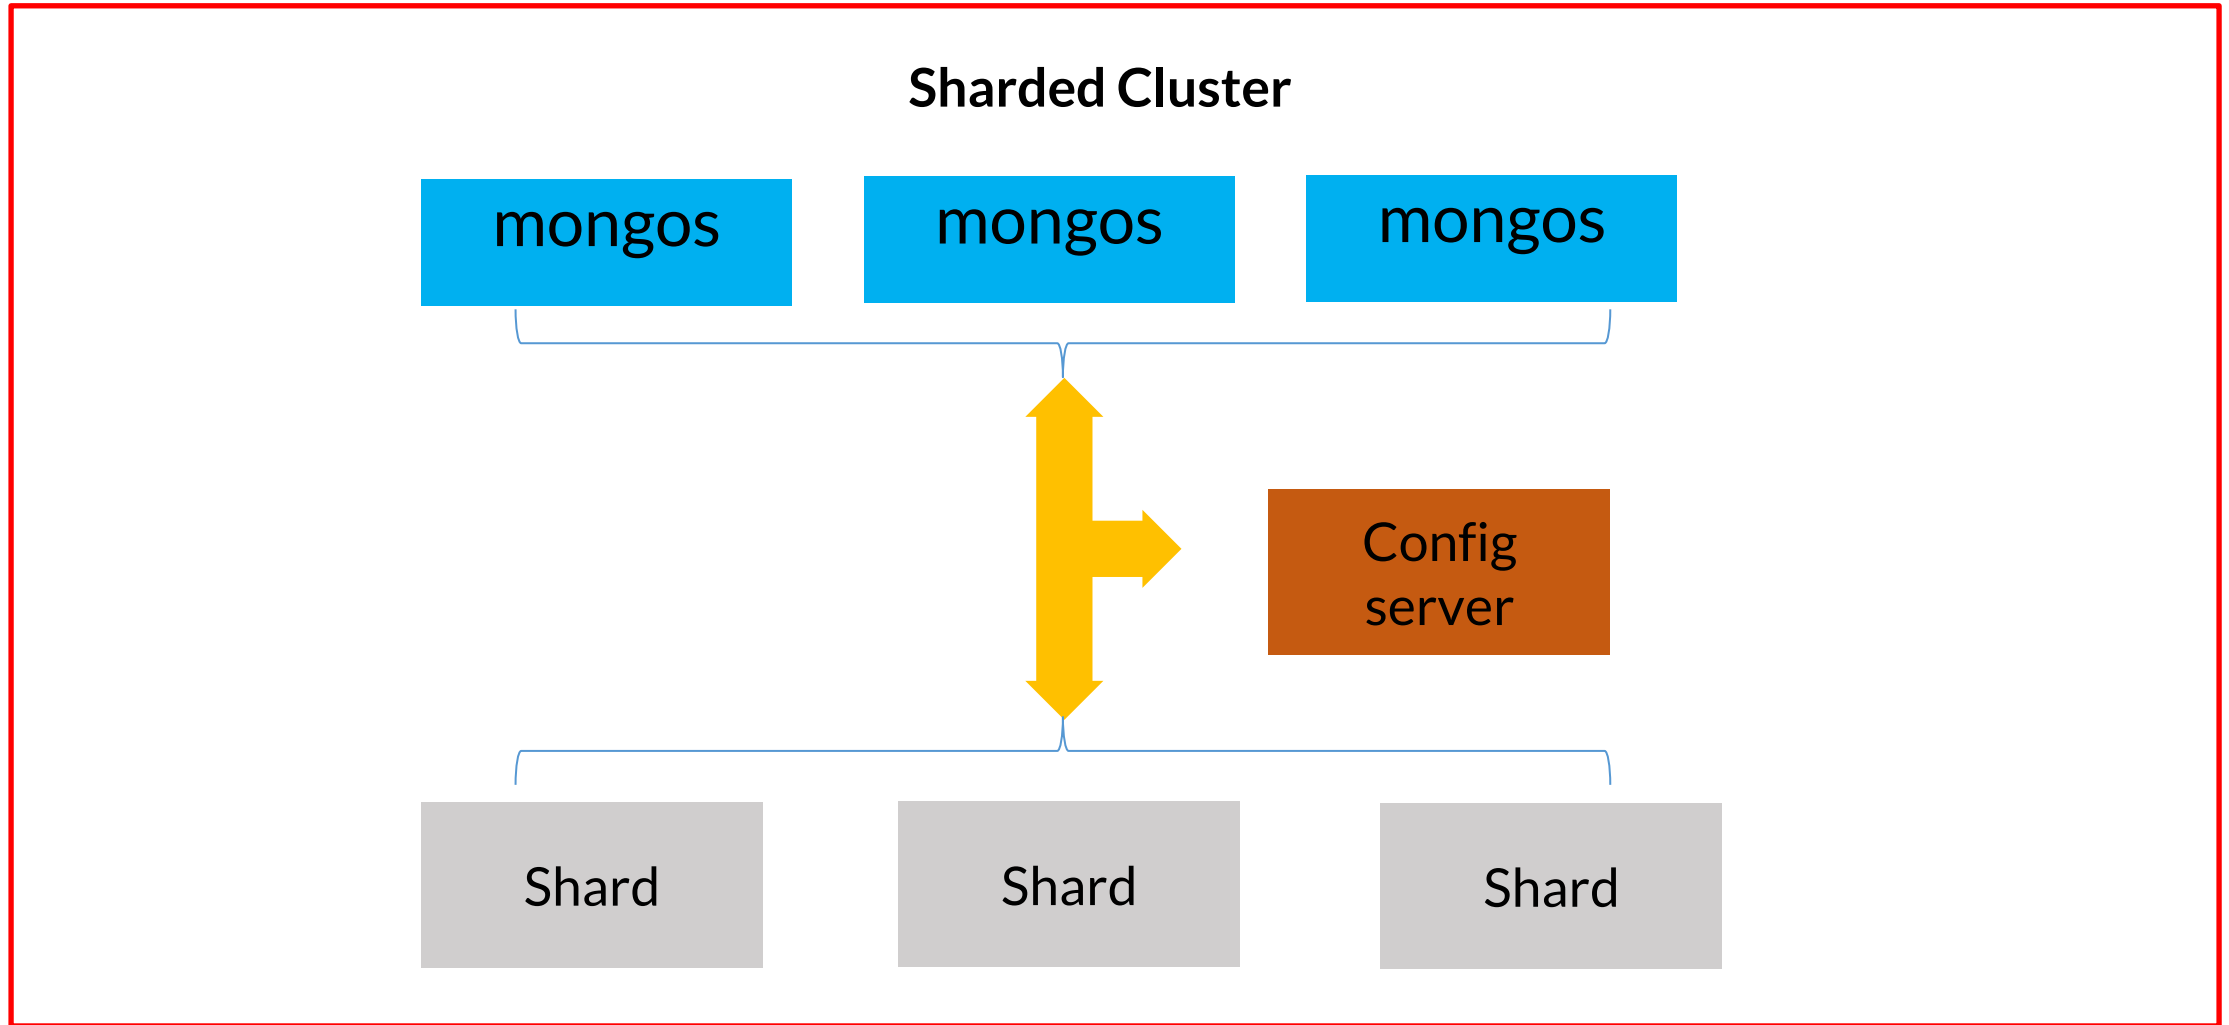 Sharded Cluster
mongos
mongos
mongos
Config
server
Shard
Shard
Shard